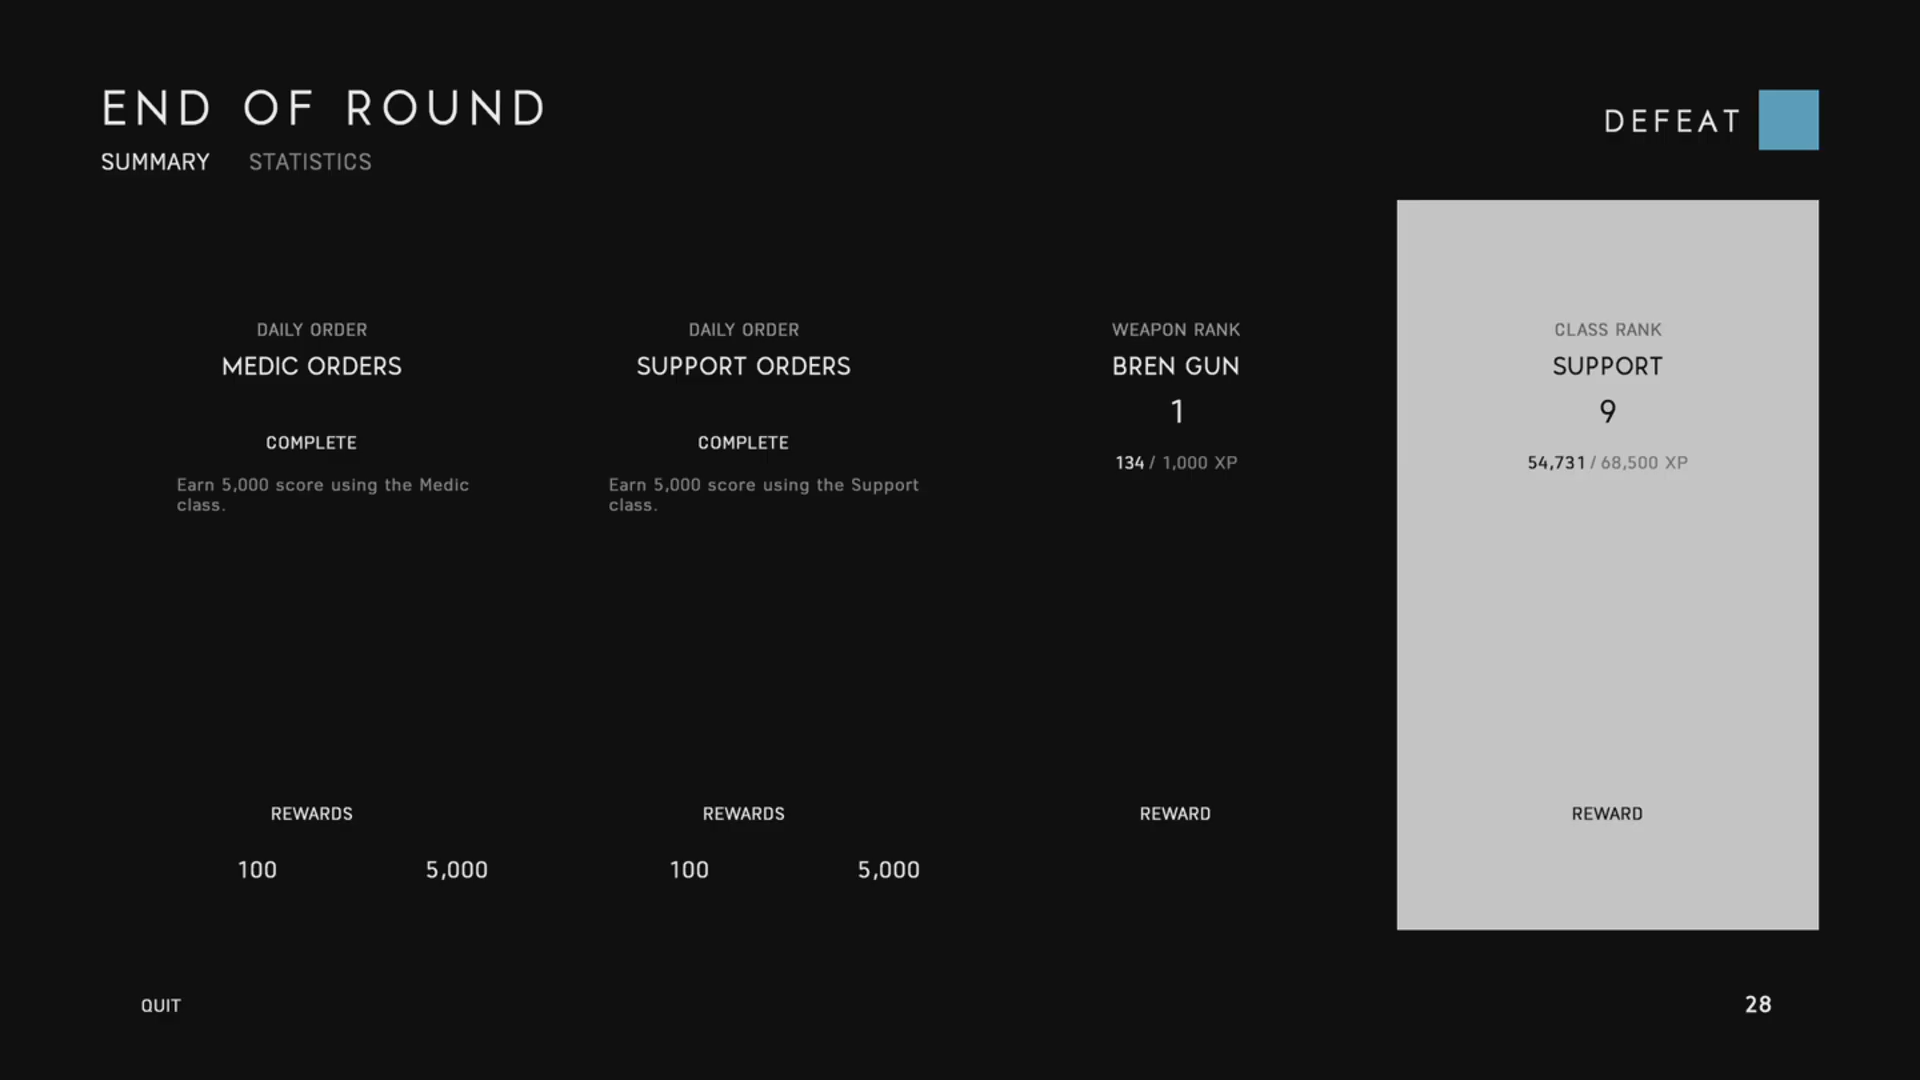 END OF ROUND
DEFEAT
SUMMARY STATISTICS
DAILY ORDER
MEDIC ORDERS
COMPLETE
Earn 5,000 score using the Medic
class.
REWARDS
100 5,000
DAILY ORDER
SUPPORT ORDERS
COMPLETE
Earn 5,000 score using the Support
class.
REWARDS
100 5,000
WEAPON RANK
BREN GUN
1
134 / 1,000 XP
REWARD
CLASS RANK
SUPPORT
9
54,731 / 68,500 XP
REWARD
QUIT
28